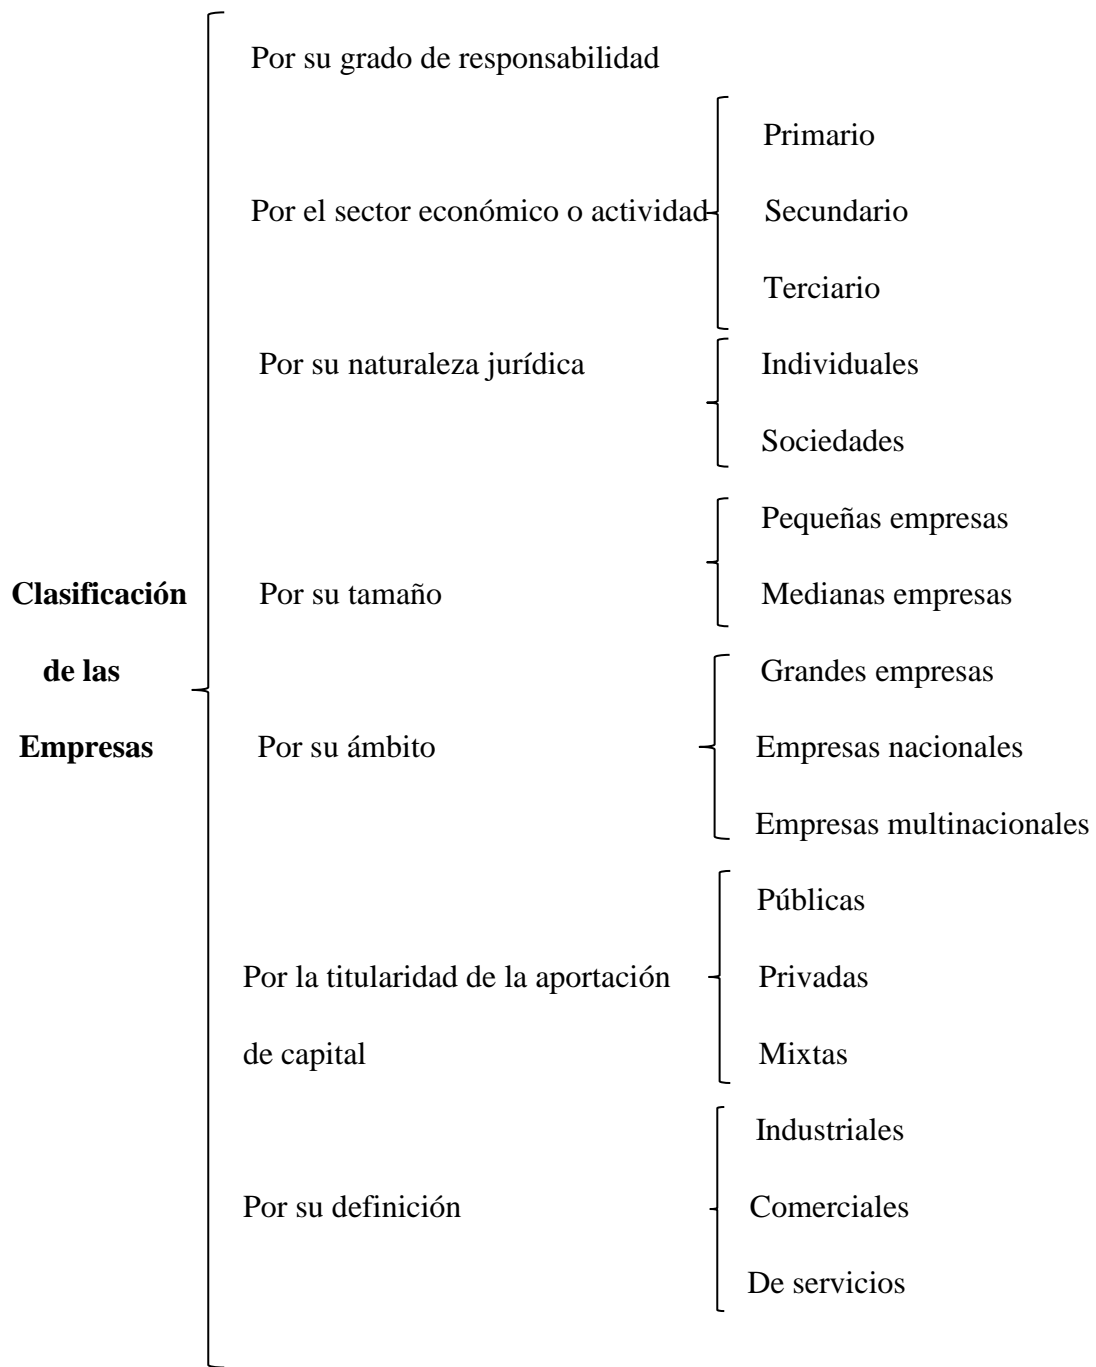 Por su grado de responsabilidad
Primario
Por el sector económico o actividad
Secundario
Terciario
Por su naturaleza jurídica
Individuales
Sociedades
Pequeñas empresas
Clasificación
Por su tamaño
Medianas empresas
de las
Grandes empresas
Empresas
Por su ámbito
Empresas nacionales
Empresas multinacionales
Públicas
Por la titularidad de la aportación
Privadas
de capital
Mixtas
Industriales
Por su definición
Comerciales
De servicios